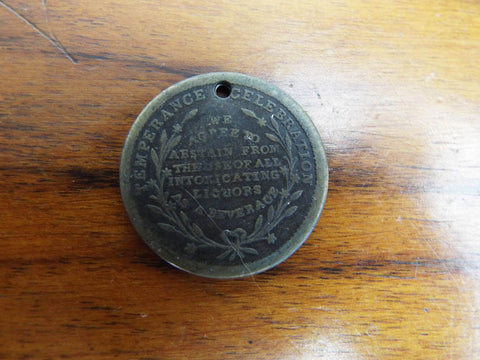 TEMPERANCE CELEBRATION
WE
AGREE TO
ABSTAIN FROM
THE USE OF ALL
INTOXICATING
LIQUORS
AS A BEVERAGE